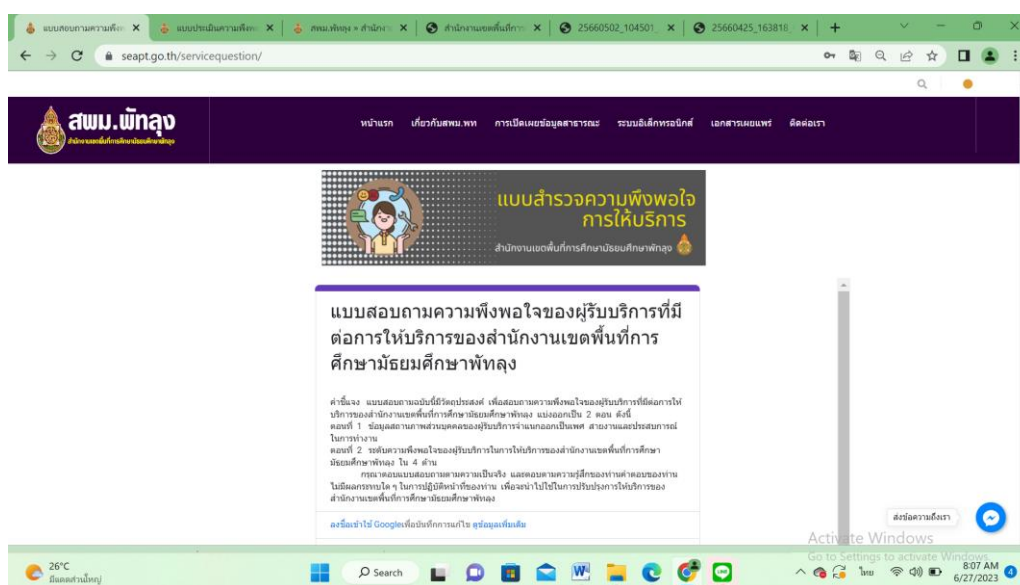 แบบสอบถามความพึงพ
แบบประเมินความพึงพ
สพม.พัทลุง » สำนักงา
สำนักงานเขตพื้นที่การ
25660502_104501_
25660425_163818_
seapt.go.th/servicequestion/
สพม.พัทลุง
สำนักงานเขตพื้นที่การศึกษามัธยมศึกษาพัทลุง
หน้าแรก เกี่ยวกับสพม.พท การเปิดเผยข้อมูลสาธารณะ ระบบอิเล็กทรอนิกส์ เอกสารเผยแพร่ ติดต่อเรา
แบบสำรวจความพึงพอใจ
การให้บริการ
สำนักงานเขตพื้นที่การศึกษามัธยมศึกษาพัทลุง
แบบสอบถามความพึงพอใจของผู้รับบริการที่มี
ต่อการให้บริการของสำนักงานเขตพื้นที่การ
ศึกษามัธยมศึกษาพัทลุง
คำชี้แจง แบบสอบถามฉบับนี้มีวัตถุประสงค์ เพื่อสอบถามความพึงพอใจของผู้รับบริการที่มีต่อการให้
บริการของสำนักงานเขตพื้นที่การศึกษามัธยมศึกษาพัทลุง แบ่งออกเป็น 2 ตอน ดังนี้
ตอนที่ 1 ข้อมูลสถานภาพส่วนบุคคลของผู้รับบริการจำแนกออกเป็นเพศ สายงานและประสบการณ์
ในการทำงาน
ตอนที่ 2 ระดับความพึงพอใจของผู้รับบริการในการให้บริการของสำนักงานเขตพื้นที่การศึกษา
มัธยมศึกษาพัทลุง ใน 4 ด้าน
กรุณาตอบแบบสอบถามตามความเป็นจริง และตอบตามความรู้สึกของท่านคำตอบของท่าน
ไม่มีผลกระทบใด ๆ ในการปฏิบัติหน้าที่ของท่าน เพื่อจะนำไปใช้ในการปรับปรุงการให้บริการของ
สำนักงานเขตพื้นที่การศึกษามัธยมศึกษาพัทลุง
ลงชื่อเข้าใช้ Googleเพื่อบันทึกการแก้ไข ดูข้อมูลเพิ่มเติม
ส่งข้อความถึงเรา
Activate Windows
Go to Settings to activate Windows.
26°C
มีแดดส่วนใหญ่
Search
ไทย
8:07 AM
6/27/2023
4